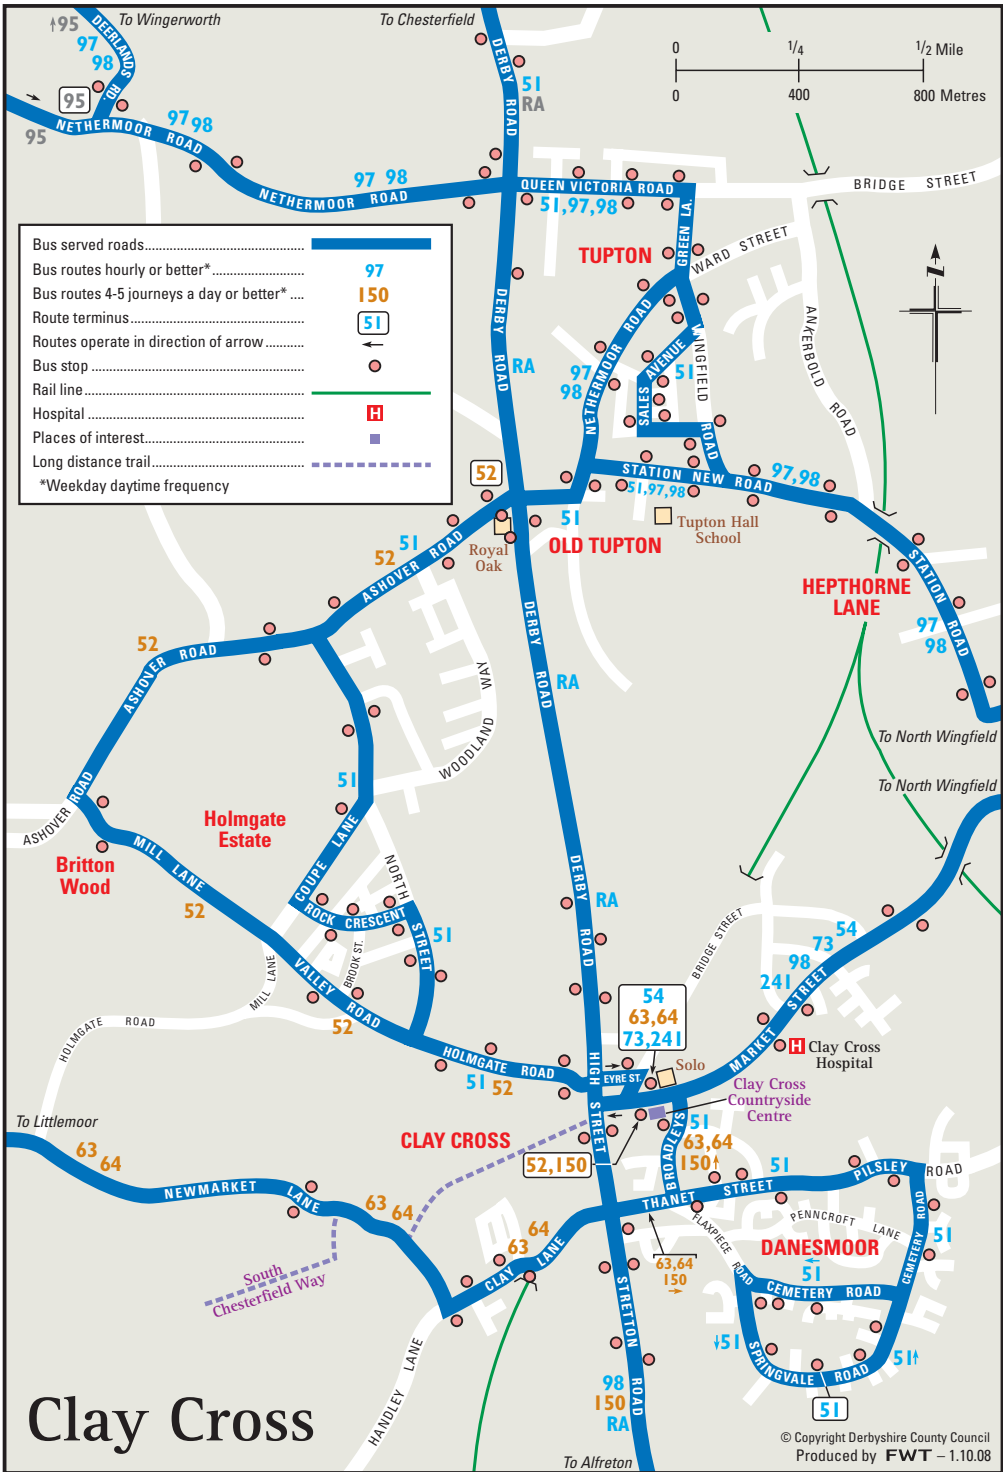 To Wingerworth
To Chesterfield
↑95
97
98
DEERLANDS
RD.
95
95
NETHERMOOR ROAD
97 98
DERBY
ROAD
51
RA
0
1/4
1/2 Mile
0
400
800 Metres
97 98
NETHERMOOR ROAD
QUEEN VICTORIA ROAD
51,97,98
BRIDGE STREET
GREEN LA.
WARD STREET
TUPTON
Bus served roads
Bus routes hourly or better* 97
Bus routes 4-5 journeys a day or better* 150
Route terminus 51
Routes operate in direction of arrow ←
Bus stop
Rail line
Hospital H
Places of interest
Long distance trail
*Weekday daytime frequency
N
DERBY
ROAD
RA
NETHERMOOR ROAD
97
98
SALES
AVENUE
51
WINGFIELD
ROAD
ANKERBOLD
ROAD
STATION NEW ROAD
51,97,98
97,98
52
51
Royal
Oak
Tupton Hall
School
OLD TUPTON
51
52
ASHOVER ROAD
HEPTHORNE
LANE
STATION
ROAD
97
98
To North Wingfield
52
ASHOVER ROAD
ASHOVER
ROAD
DERBY
ROAD
RA
WOODLAND
WAY
51
To North Wingfield
ASHOVER
Holmgate
Estate
COUPE LANE
Britton
Wood
MILL LANE
52
NORTH
STREET
ROCK CRESCENT
51
BROOK ST.
DERBY
ROAD
RA
BRIDGE STREET
54
73
98
241
MARKET STREET
MILL LANE
VALLEY ROAD
52
HOLMGATE ROAD
HOLMGATE ROAD
51 52
54
63,64
73,241
HIGH
STREET
EYRE ST.
Solo
H Clay Cross
Hospital
Clay Cross
Countryside
Centre
To Littlemoor
63
64
CLAY CROSS
52,150
BROADLEYS
51
63,64
150↑
NEWMARKET
LANE
63
64
64
63
CLAY LANE
THANET
STREET
51
PILSLEY
ROAD
PENNCROFT LANE
FLAXPIECE
ROAD
DANESMOOR
CEMETERY ROAD
51
63,64
150
→
←
51
CEMETERY ROAD
South
Chesterfield Way
STRETTON
ROAD
↓51
SPRINGVALE ROAD
51↑
51
HANDLEY LANE
98
150
RA
Clay Cross
To Alfreton
© Copyright Derbyshire County Council
Produced by FWT – 1.10.08